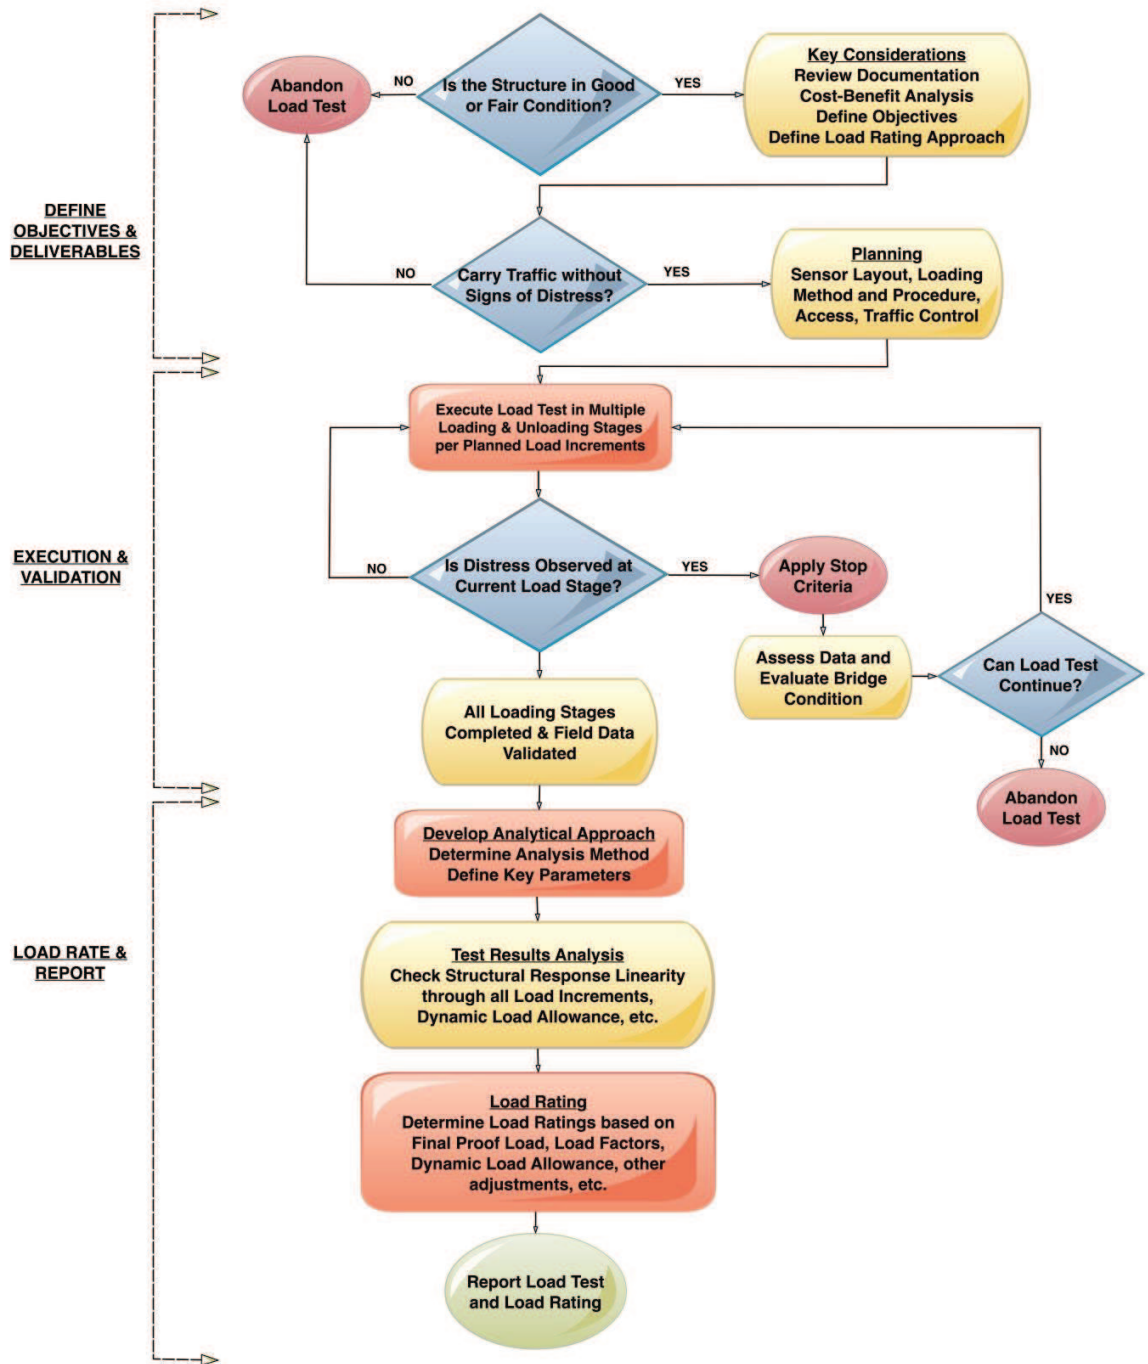 Abandon
Load Test
NO
Is the Structure in Good
or Fair Condition?
YES
Key Considerations
Review Documentation
Cost-Benefit Analysis
Define Objectives
Define Load Rating Approach
DEFINE
OBJECTIVES &
DELIVERABLES
NO
Carry Traffic without
Signs of Distress?
YES
Planning
Sensor Layout, Loading
Method and Procedure,
Access, Traffic Control
Execute Load Test in Multiple
Loading & Unloading Stages
per Planned Load Increments
EXECUTION &
VALIDATION
NO
Is Distress Observed at
Current Load Stage?
YES
Apply Stop
Criteria
YES
Assess Data and
Evaluate Bridge
Condition
Can Load Test
Continue?
NO
Abandon
Load Test
All Loading Stages
Completed & Field Data
Validated
Develop Analytical Approach
Determine Analysis Method
Define Key Parameters
LOAD RATE &
REPORT
Test Results Analysis
Check Structural Response Linearity
through all Load Increments,
Dynamic Load Allowance, etc.
Load Rating
Determine Load Ratings based on
Final Proof Load, Load Factors,
Dynamic Load Allowance, other
adjustments, etc.
Report Load Test
and Load Rating